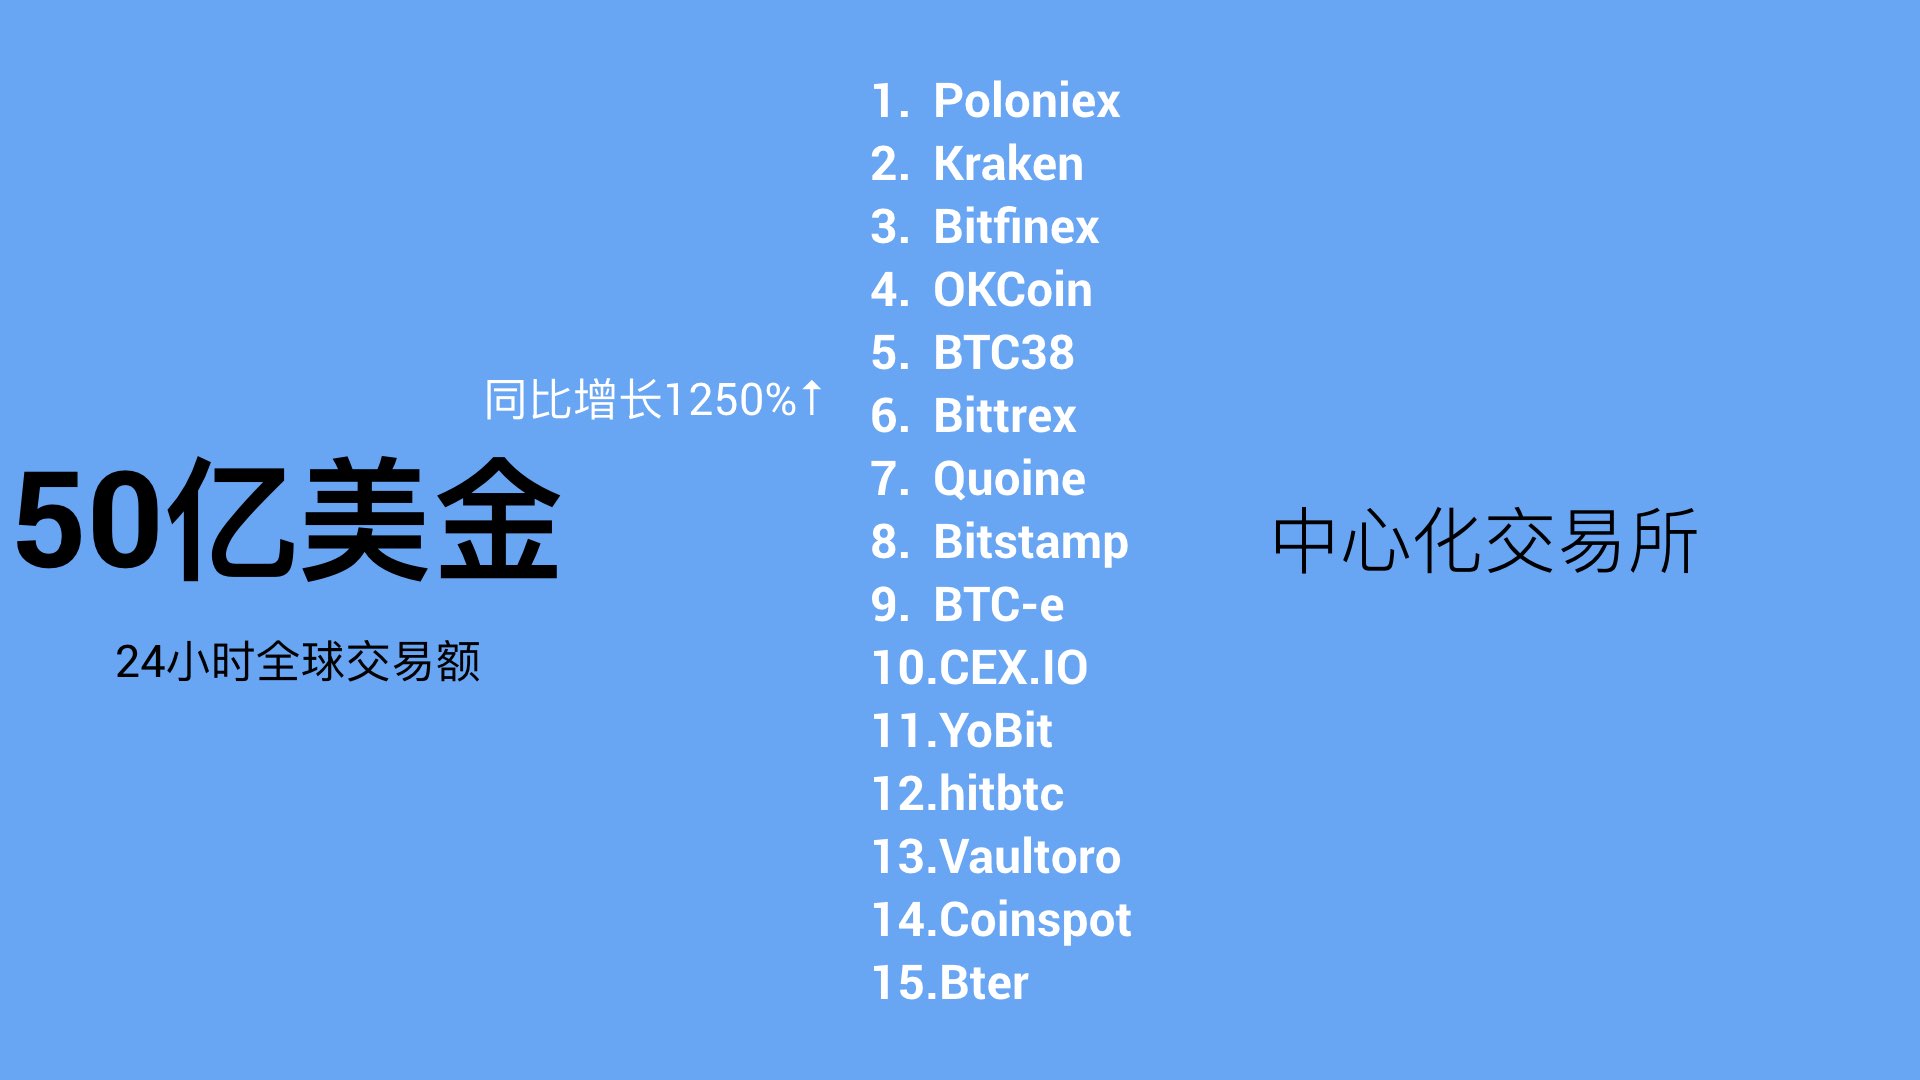 同比增长1250%↑
50亿美金
24小时全球交易额
1. Poloniex
2. Kraken
3. Bitfinex
4. OKCoin
5. BTC38
6. Bittrex
7. Quoine
8. Bitstamp
9. BTC-e
10.CEX.IO
11.YoBit
12.hitbtc
13.Vaultoro
14.Coinspot
15.Bter
中心化交易所